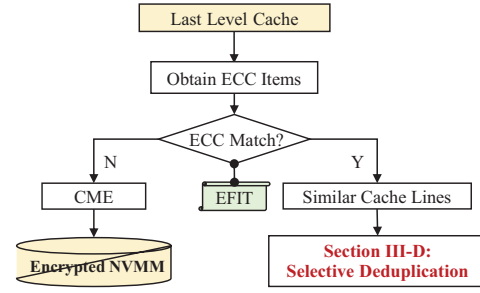 Last Level Cache
Obtain ECC Items
ECC Match?
N
Y
CME
EFIT
Similar Cache Lines
Encrypted NVMM
Section III-D:
Selective Deduplication